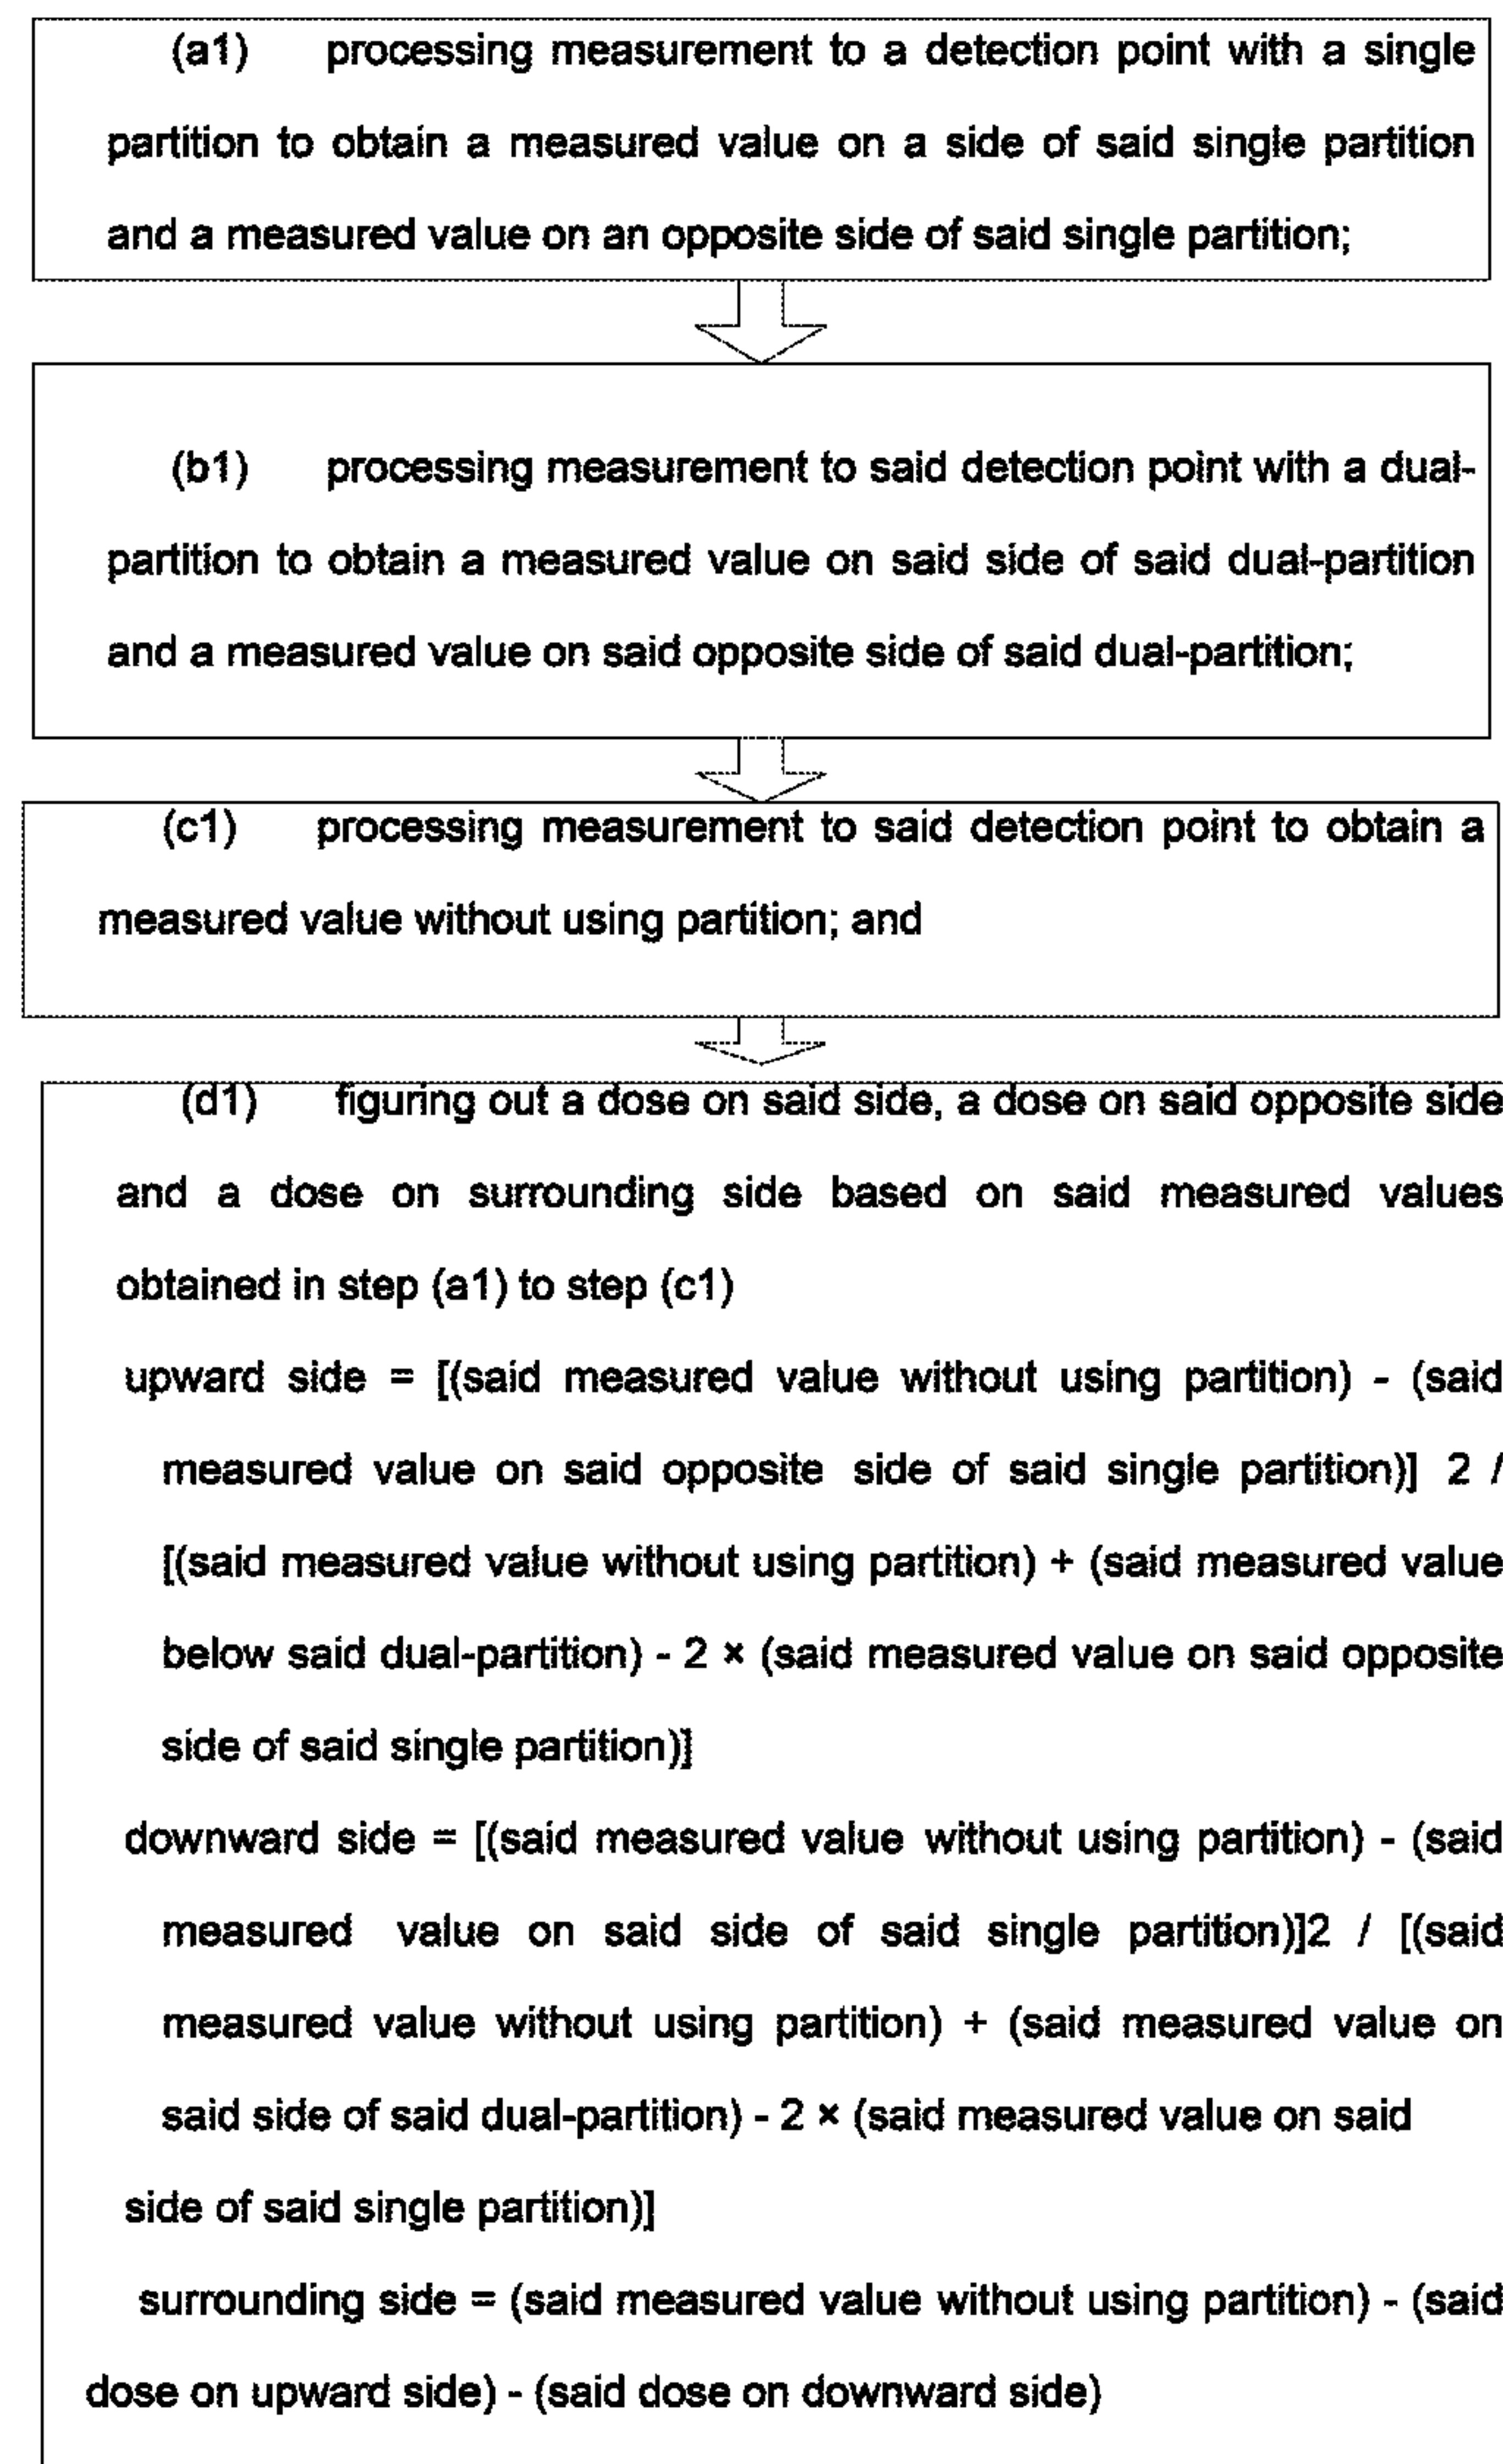 (a1) processing measurement to a detection point with a single
partition to obtain a measured value on a side of said single partition
and a measured value on an opposite side of said single partition;
(b1) processing measurement to said detection point with a dual-
partition to obtain a measured value on said side of said dual-partition
and a measured value on said opposite side of said dual-partition;
(c1) processing measurement to said detection point to obtain a
measured value without using partition; and
(d1) figuring out a dose on said side, a dose on said opposite side
and a dose on surrounding side based on said measured values
obtained in step (a1) to step (c1)
upward side = [(said measured value without using partition) - (said
measured value on said opposite side of said single partition)] 2 /
[(said measured value without using partition) + (said measured value
below said dual-partition) - 2 × (said measured value on said opposite
side of said single partition)]
downward side = [(said measured value without using partition) - (said
measured value on said side of said single partition)]2 / [(said
measured value without using partition) + (said measured value on
said side of said dual-partition) - 2 × (said measured value on said
side of said single partition)]
surrounding side = (said measured value without using partition) - (said
dose on upward side) - (said dose on downward side)